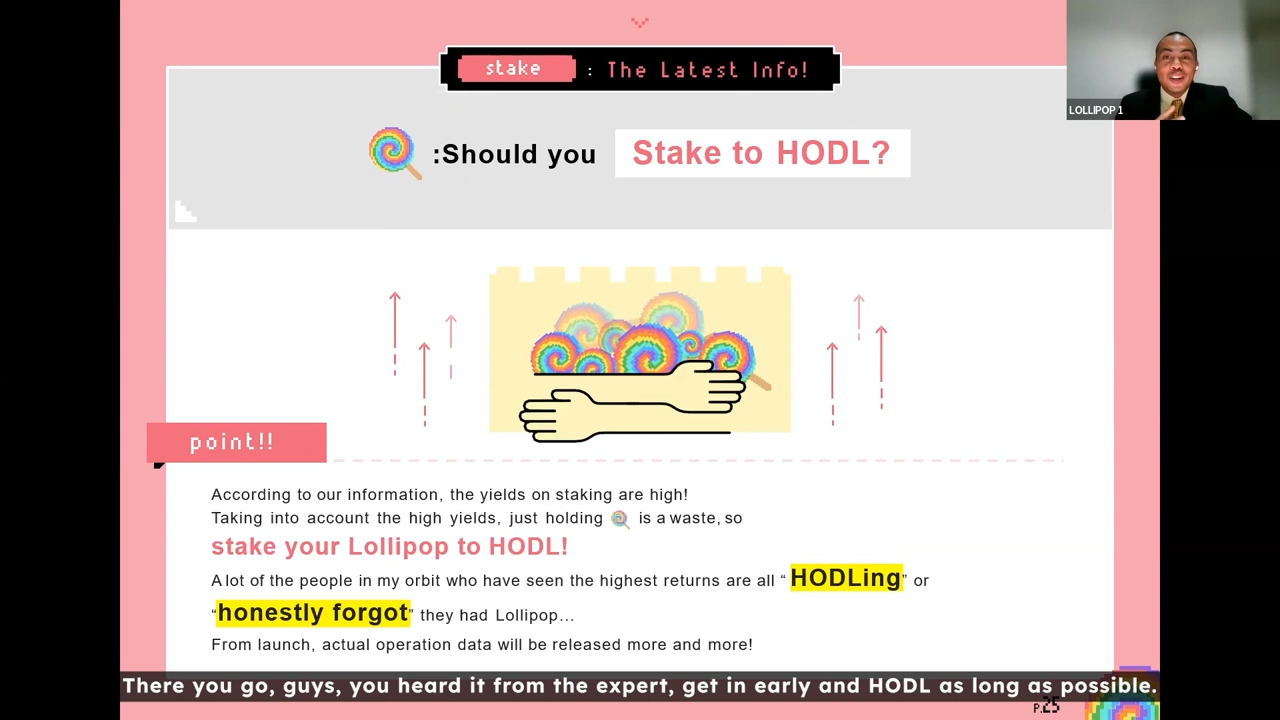 stake : The Latest Info!
LOLLIPOP 1
:Should you Stake to HODL?
point!!
According to our information, the yields on staking are high!
Taking into account the high yields, just holding is a waste, so
stake your Lollipop to HODL!
A lot of the people in my orbit who have seen the highest returns are all “HODLing” or
“honestly forgot” they had Lollipop...
From launch, actual operation data will be released more and more!
There you go, guys, you heard it from the expert, get in early and HODL as long as possible.
P.25